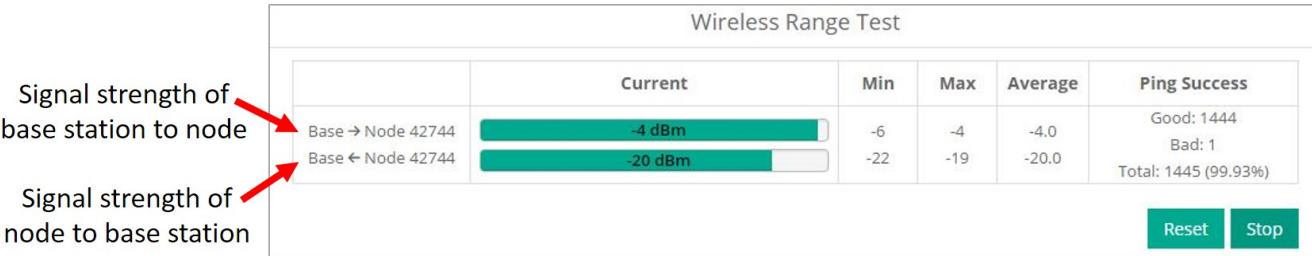 Wireless Range Test
Signal strength of
base station to node
Signal strength of
node to base station
Current Min Max Average Ping Success
Base → Node 42744 -4 dBm -6 -4 -4.0
Base ← Node 42744 -20 dBm -22 -19 -20.0
Good: 1444
Bad: 1
Total: 1445 (99.93%)
Reset Stop